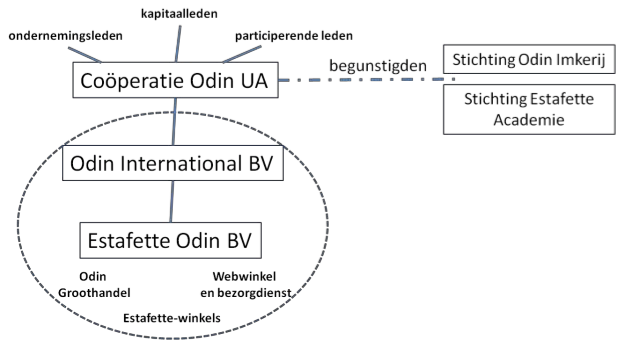 kapitaalleden
ondernemingsleden
participerende leden
Coöperatie Odin UA
begunstigden
Stichting Odin Imkerij
Stichting Estafette
Academie
Odin International BV
Estafette Odin BV
Odin
Groothandel
Webwinkel
en bezorgdienst
Estafette-winkels